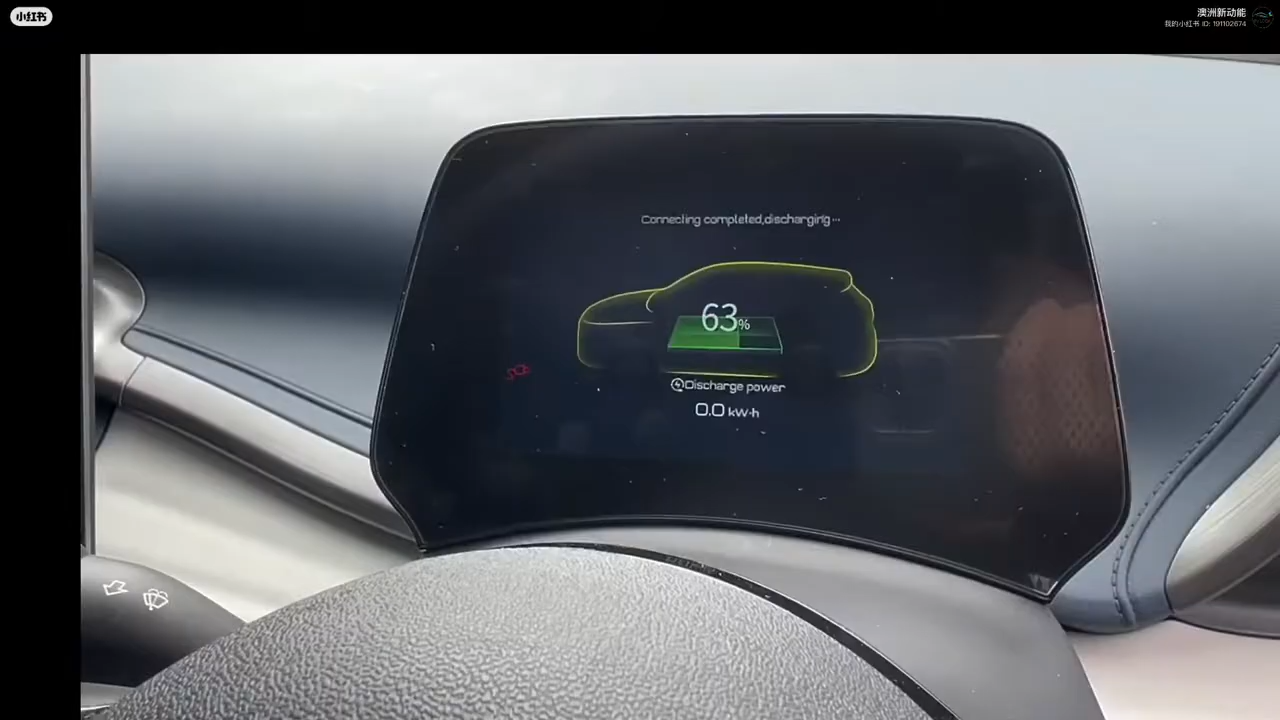 小红书
澳洲新动能
我的小红书 ID: 191102674
Connecting completed,discharging···
63%
Discharge power
0.0 kW·h